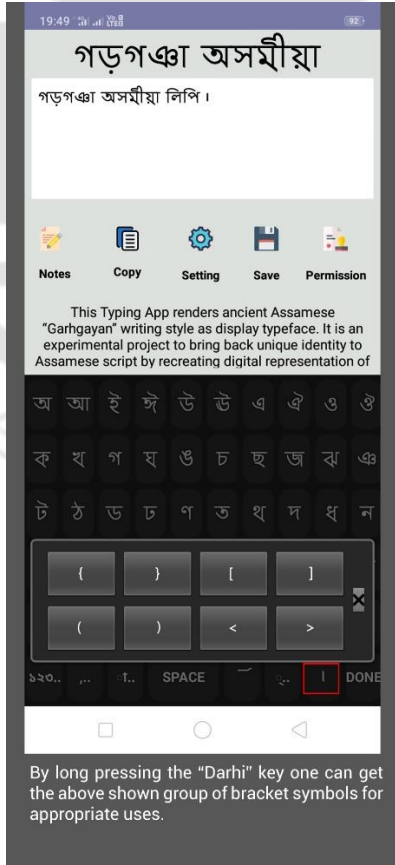 19:49
92
গড়গঞা অসমীয়া
গড়গঞা অসমীয়া লিপি ।
Notes Copy Setting Save Permission
This Typing App renders ancient Assamese
“Garhgayan” writing style as display typeface. It is an
experimental project to bring back unique identity to
Assamese script by recreating digital representation of
অ আ ই ঈ উ ঊ এ ঐ ও ঔ
ক খ গ ঘ ঙ চ ছ জ ঝ ঞ
ট ঠ ড ঢ ণ ত থ দ ধ ন
{ } [ ]
( ) < >
১২৩.. ,.. া.. SPACE ্.. । DONE
By long pressing the “Darhi” key one can get
the above shown group of bracket symbols for
appropriate uses.